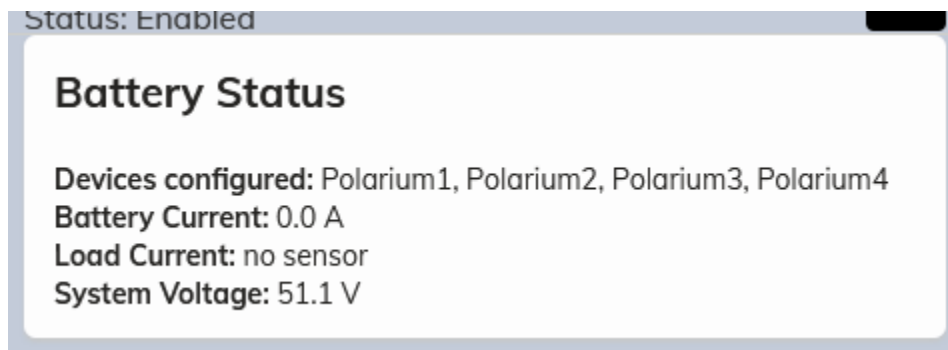 Status: Enabled
Battery Status
Devices configured: Polarium1, Polarium2, Polarium3, Polarium4
Battery Current: 0.0 A
Load Current: no sensor
System Voltage: 51.1 V